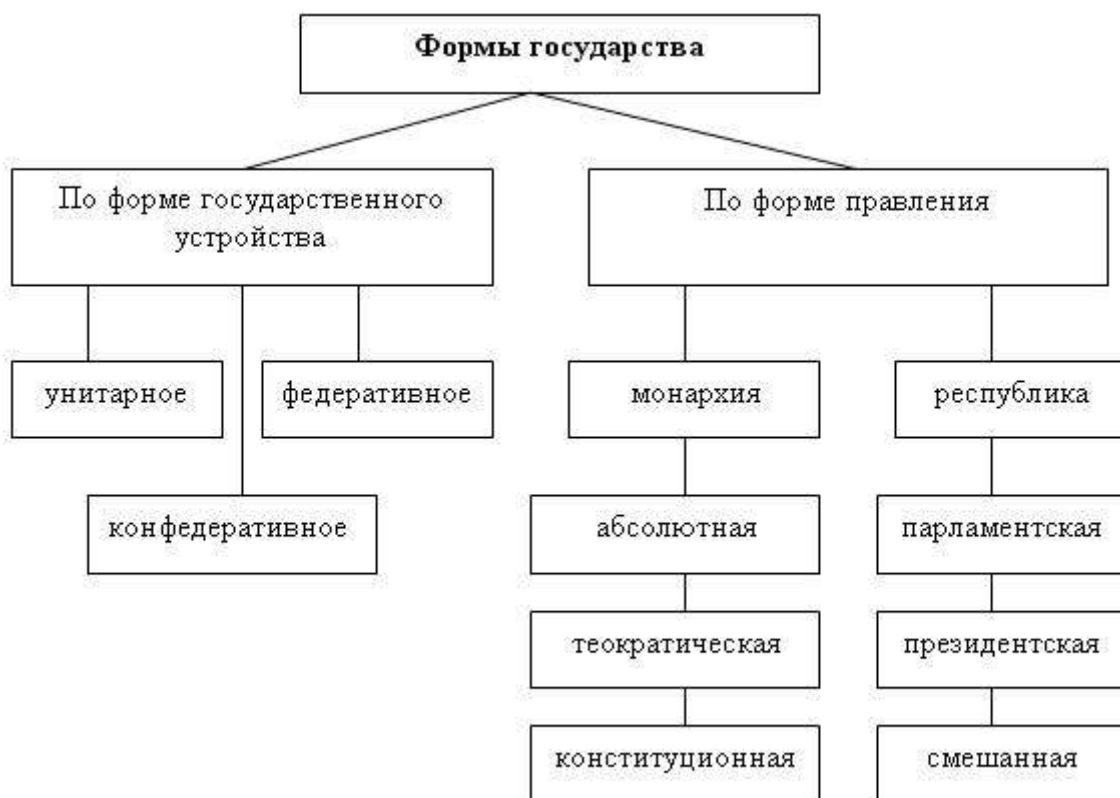 Формы государства
По форме государственного
устройства
По форме правления
унитарное
федеративное
монархия
республика
конфедеративное
абсолютная
парламентская
теократическая
президентская
конституционная
смешанная